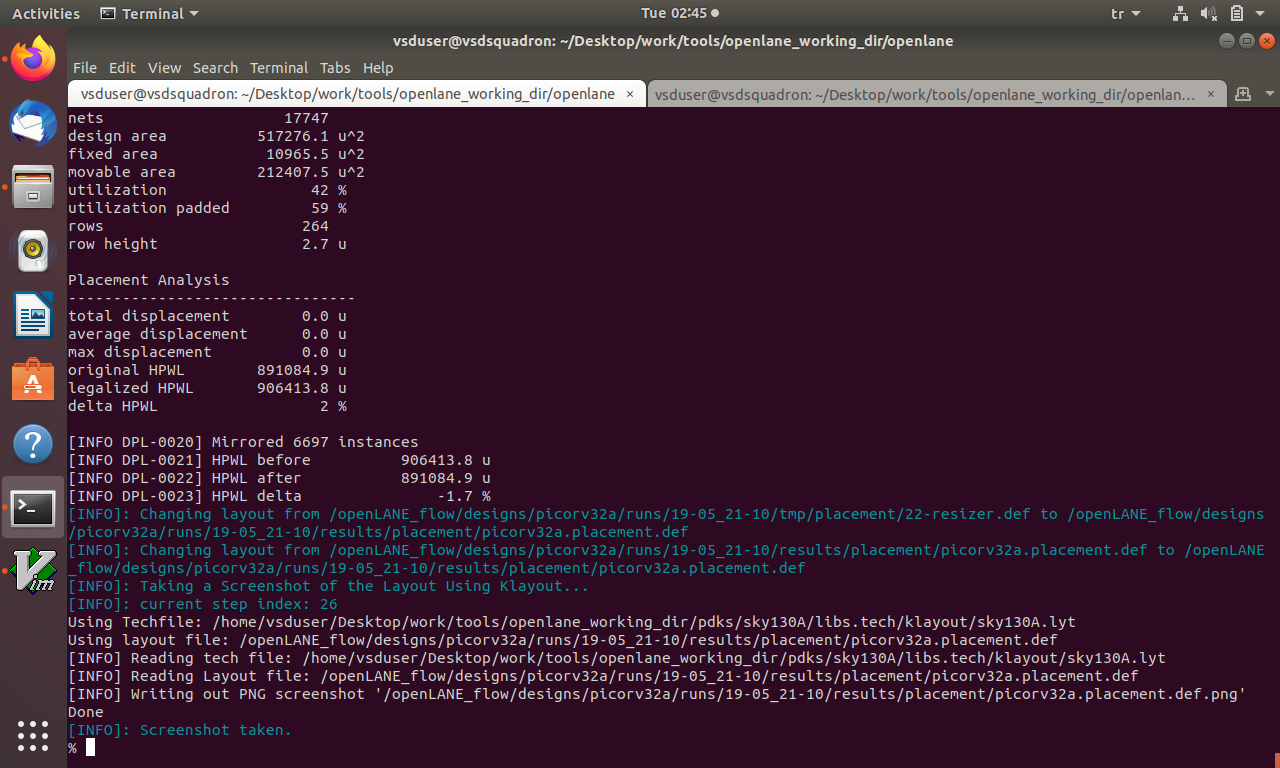 Activities Terminal Tue 02:45 tr
vsduser@vsdsquadron: ~/Desktop/work/tools/openlane_working_dir/openlane
File Edit View Search Terminal Tabs Help
vsduser@vsdsquadron: ~/Desktop/work/tools/openlane_working_dir/openlane × vsduser@vsdsquadron: ~/Desktop/work/tools/openlane_working_dir/openlan... ×
nets 17747
design area 517276.1 u^2
fixed area 10965.5 u^2
movable area 212407.5 u^2
utilization 42 %
utilization padded 59 %
rows 264
row height 2.7 u
Placement Analysis
--------------------------------
total displacement 0.0 u
average displacement 0.0 u
max displacement 0.0 u
original HPWL 891084.9 u
legalized HPWL 906413.8 u
delta HPWL 2 %
[INFO DPL-0020] Mirrored 6697 instances
[INFO DPL-0021] HPWL before 906413.8 u
[INFO DPL-0022] HPWL after 891084.9 u
[INFO DPL-0023] HPWL delta -1.7 %
[INFO]: Changing layout from /openLANE_flow/designs/picorv32a/runs/19-05_21-10/tmp/placement/22-resizer.def to /openLANE_flow/designs
/picorv32a/runs/19-05_21-10/results/placement/picorv32a.placement.def
[INFO]: Changing layout from /openLANE_flow/designs/picorv32a/runs/19-05_21-10/results/placement/picorv32a.placement.def to /openLANE
_flow/designs/picorv32a/runs/19-05_21-10/results/placement/picorv32a.placement.def
[INFO]: Taking a Screenshot of the Layout Using Klayout...
[INFO]: current step index: 26
Using Techfile: /home/vsduser/Desktop/work/tools/openlane_working_dir/pdks/sky130A/libs.tech/klayout/sky130A.lyt
Using layout file: /openLANE_flow/designs/picorv32a/runs/19-05_21-10/results/placement/picorv32a.placement.def
[INFO] Reading tech file: /home/vsduser/Desktop/work/tools/openlane_working_dir/pdks/sky130A/libs.tech/klayout/sky130A.lyt
[INFO] Reading Layout file: /openLANE_flow/designs/picorv32a/runs/19-05_21-10/results/placement/picorv32a.placement.def
[INFO] Writing out PNG screenshot '/openLANE_flow/designs/picorv32a/runs/19-05_21-10/results/placement/picorv32a.placement.def.png'
Done
[INFO]: Screenshot taken.
%